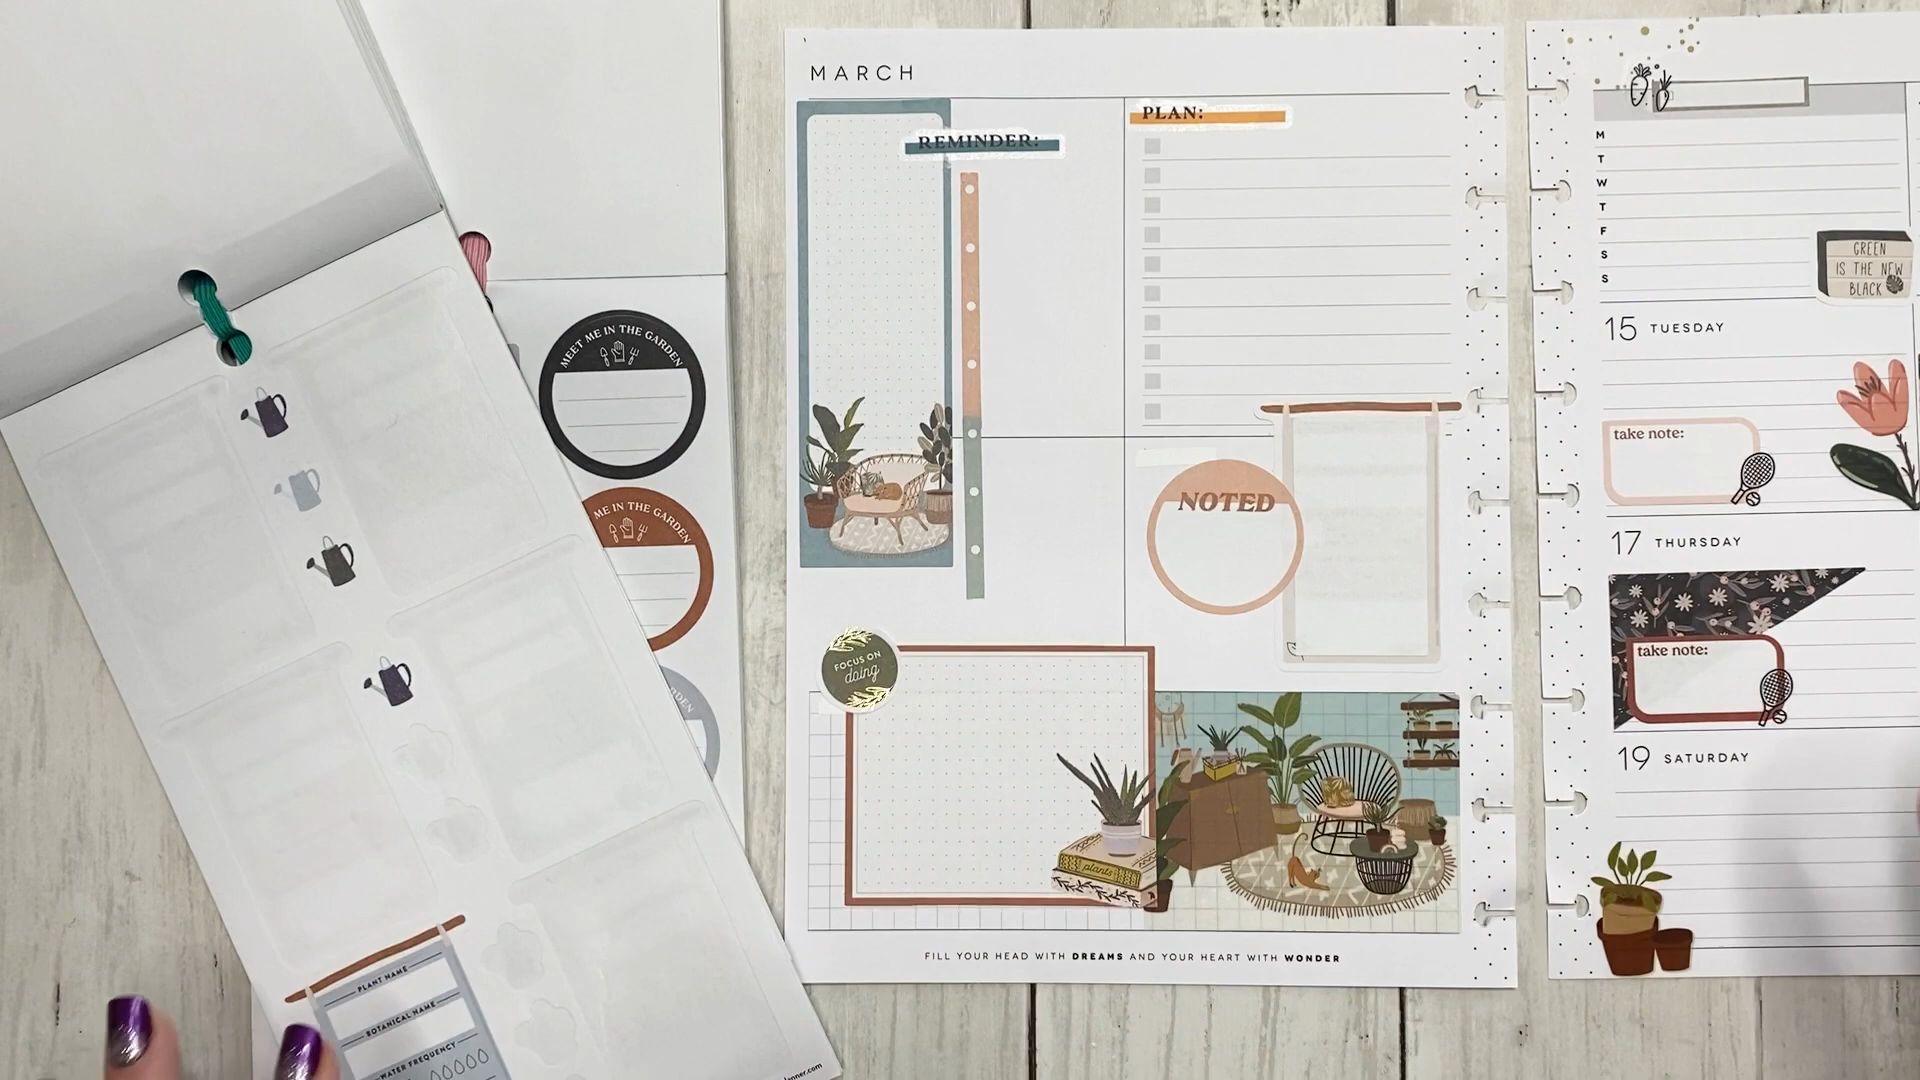 MARCH
REMINDER:
PLAN:
NOTED
FOCUS ON
doing
plants
FILL YOUR HEAD WITH DREAMS AND YOUR HEART WITH WONDER
MEET ME IN THE GARDEN
ME IN THE GARDEN
PLANT NAME
BOTANICAL NAME
WATER FREQUENCY
M
T
W
T
F
S
S
GREEN
IS THE NEW
BLACK
15 TUESDAY
take note:
17 THURSDAY
take note:
19 SATURDAY